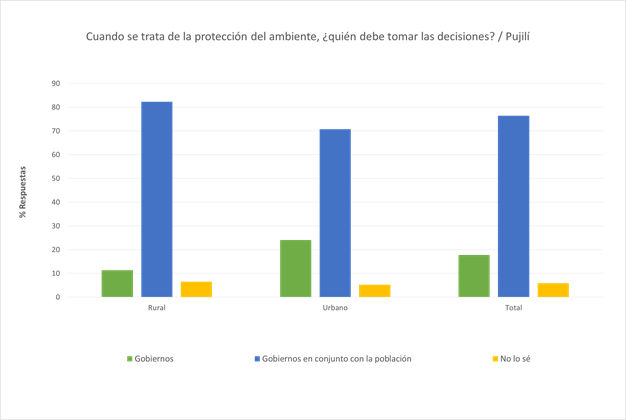 Cuando se trata de la protección del ambiente, ¿quién debe tomar las decisiones? / Pujilí
90
80
70
60
50
40
30
20
10
0
% Respuestas
Rural
Urbano
Total
Gobiernos
Gobiernos en conjunto con la población
No lo sé